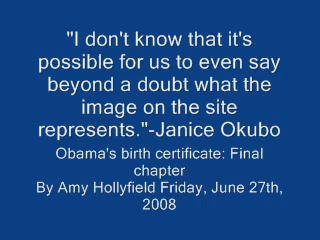 "I don't know that it's
possible for us to even say
beyond a doubt what the
image on the site
represents."-Janice Okubo
Obama's birth certificate: Final
chapter
By Amy Hollyfield Friday, June 27th,
2008